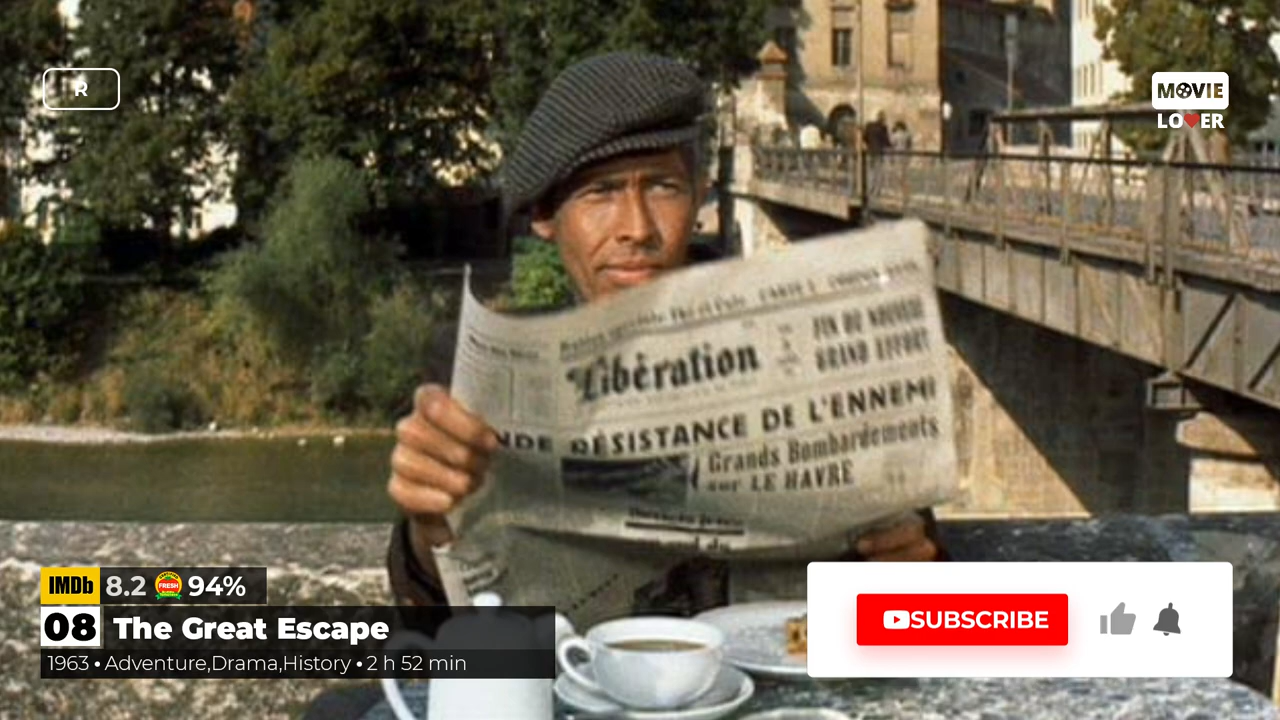 R
MOVIE
LOVER
Libération
FIN DU NOUVEAU
GRAND EFFORT
NDE RÉSISTANCE DE L'ENNEMI
Grands Bombardements
sur LE HAVRE
IMDb 8.2 FRESH 94%
08 The Great Escape
1963 • Adventure,Drama,History • 2 h 52 min
SUBSCRIBE